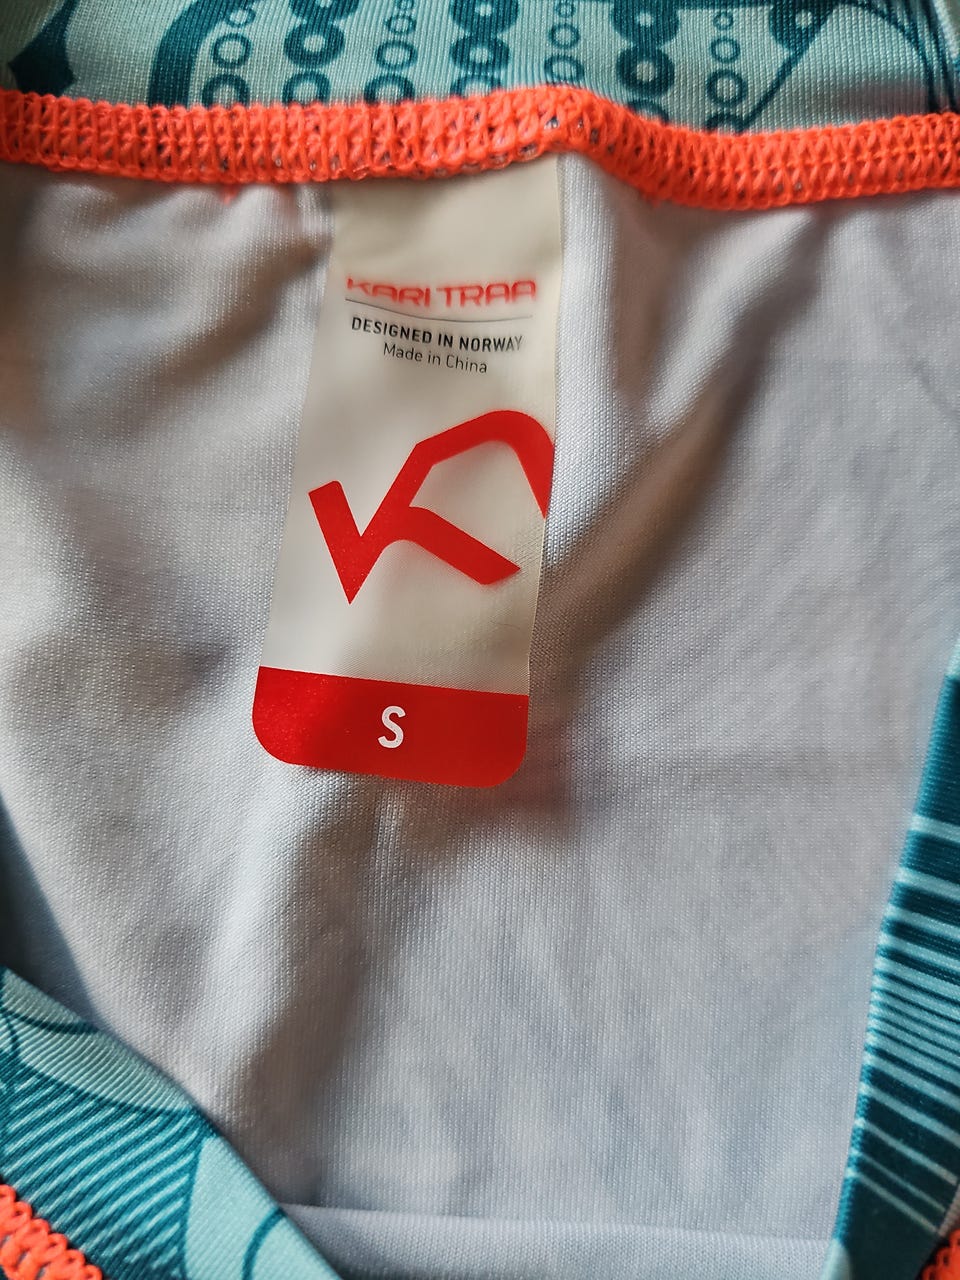 KARI TRAA
DESIGNED IN NORWAY
Made in China
S